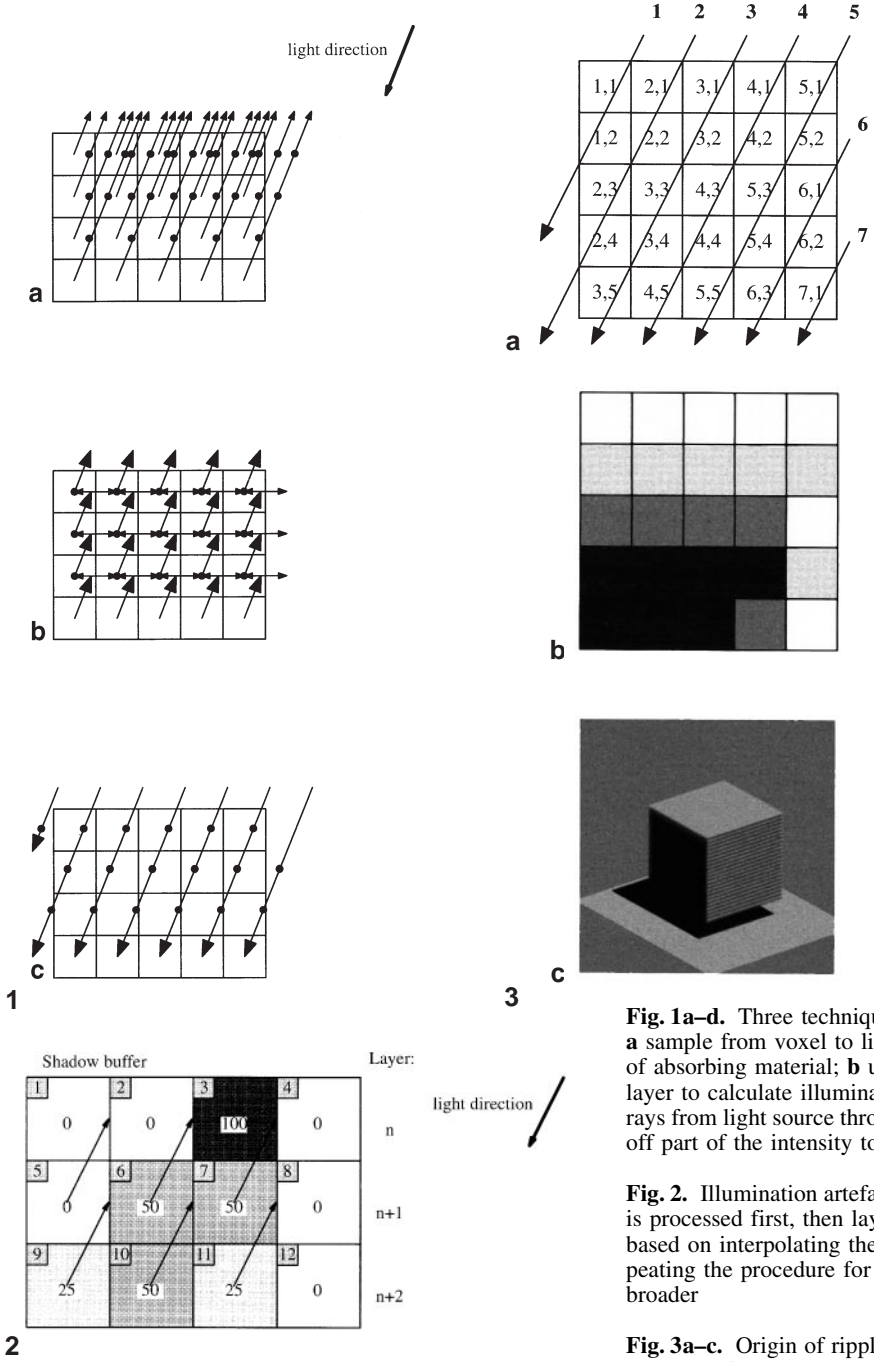 light direction
a
b
c
1
1 2 3 4 5
1,1 2,1 3,1 4,1 5,1
6
1,2 2,2 3,2 4,2 5,2
2,3 3,3 4,3 5,3 6,1
7
2,4 3,4 4,4 5,4 6,2
3,5 4,5 5,5 6,3 7,1
a
b
c
3
Shadow buffer
Layer:
1 2 3 4
0 0 100 0
n
5 6 7 8
0 50 50 0
n+1
9 10 11 12
25 50 25 0
n+2
light direction
2
Fig. 1a–d. Three techniqu
a sample from voxel to li
of absorbing material; b u
layer to calculate illumina
rays from light source thro
off part of the intensity to
Fig. 2. Illumination artefa
is processed first, then lay
based on interpolating the
peating the procedure for
broader
Fig. 3a–c. Origin of rippl